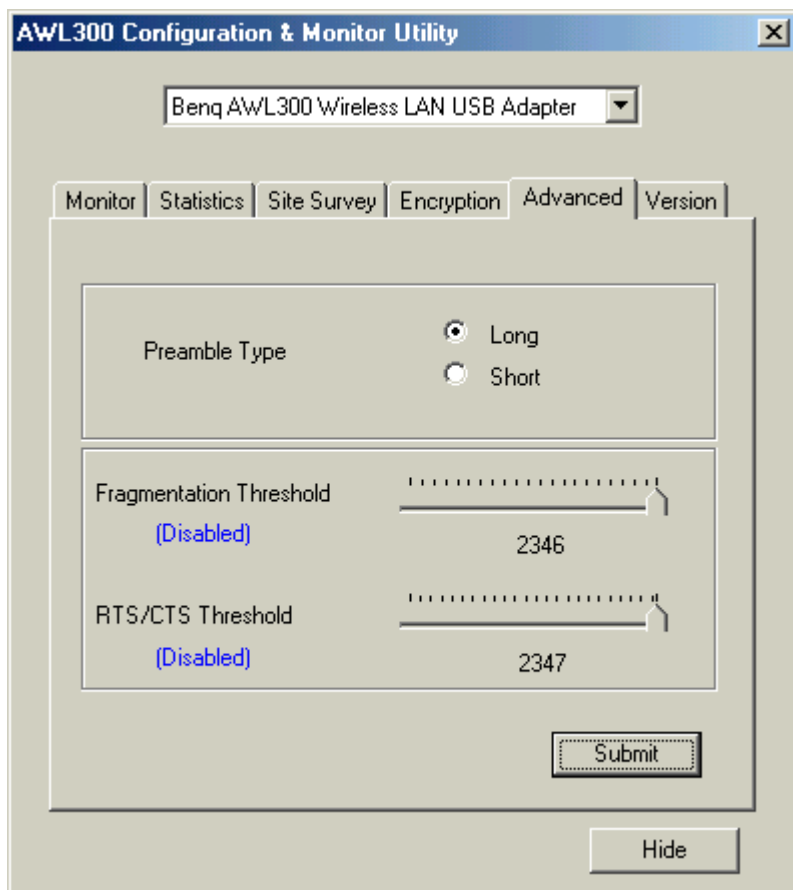 AWL300 Configuration & Monitor Utility
Benq AWL300 Wireless LAN USB Adapter
Monitor Statistics Site Survey Encryption Advanced Version
Preamble Type
Long
Short
Fragmentation Threshold
(Disabled)
2346
RTS/CTS Threshold
(Disabled)
2347
Submit
Hide